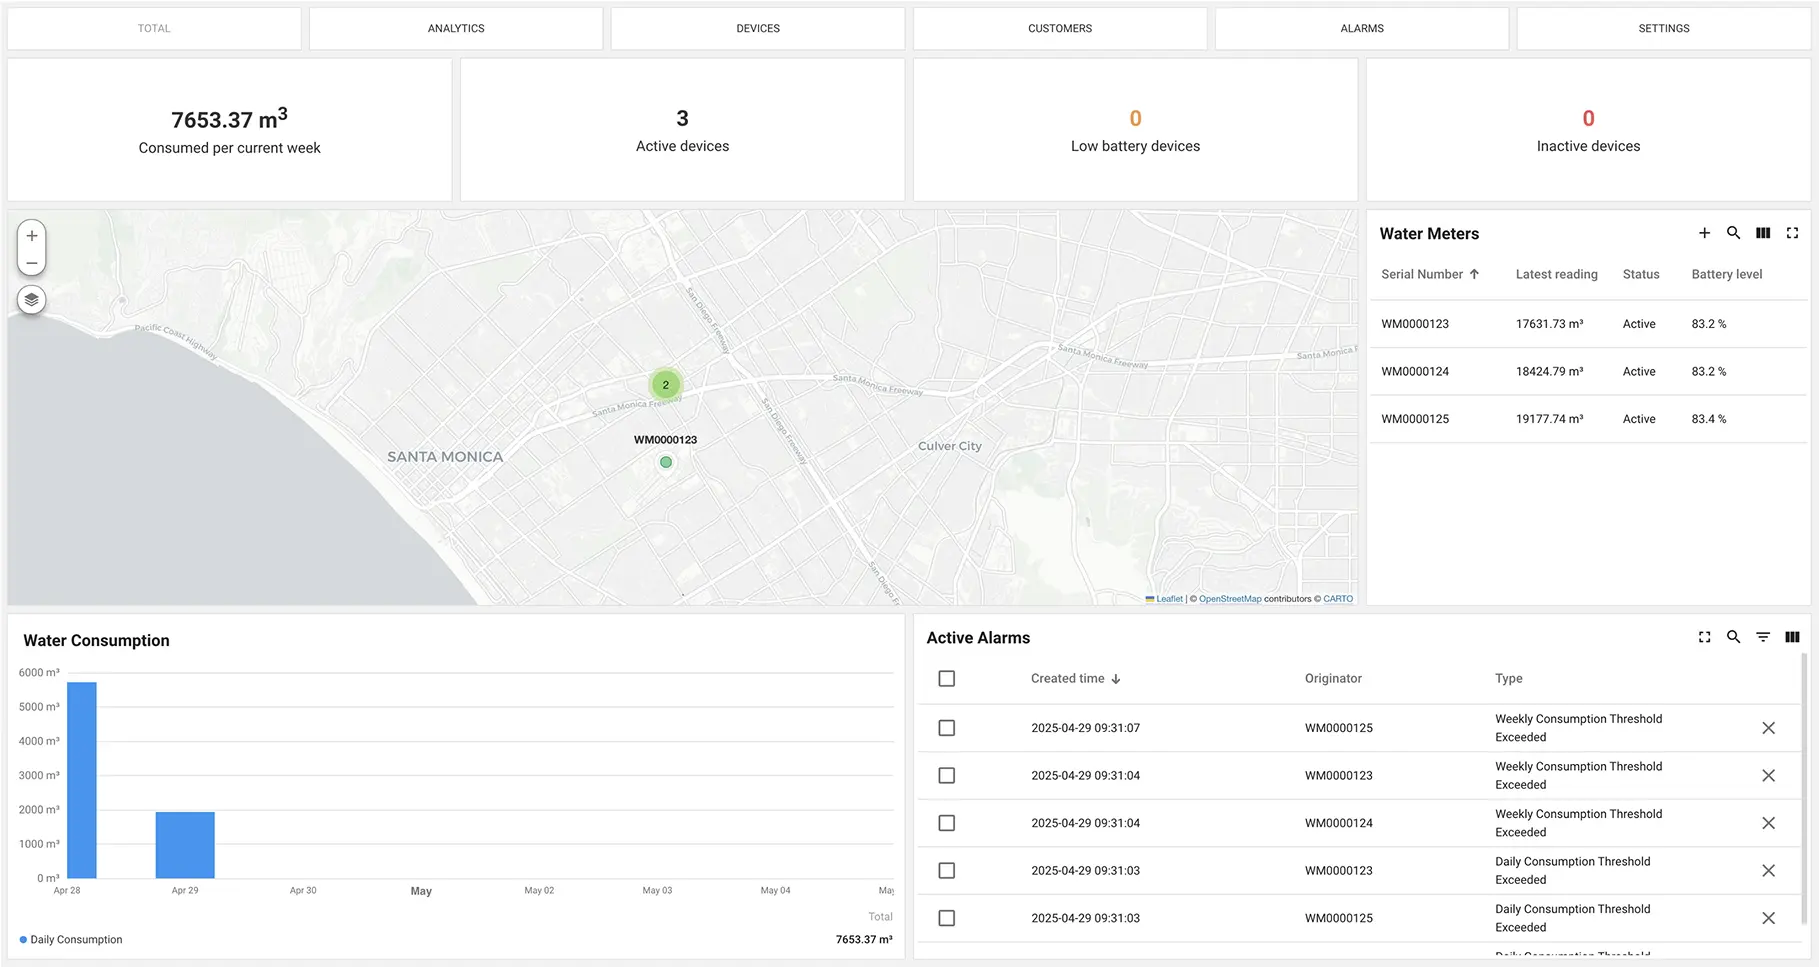 TOTAL
ANALYTICS
DEVICES
CUSTOMERS
ALARMS
SETTINGS
7653.37 m³
Consumed per current week
3
Active devices
0
Low battery devices
0
Inactive devices
+
−
Pacific Coast Highway
San Diego Freeway
2
Santa Monica Freeway
WM0000123
SANTA MONICA
San Diego Freeway
Santa Monica Freeway
Culver City
Santa Monica Freeway
Santa Monica F
San Diego Fr
Leaflet | © OpenStreetMap contributors © CARTO
Water Meters
Serial Number Latest reading Status Battery level
WM0000123 17631.73 m³ Active 83.2 %
WM0000124 18424.79 m³ Active 83.2 %
WM0000125 19177.74 m³ Active 83.4 %
Water Consumption
6000 m³
5000 m³
4000 m³
3000 m³
2000 m³
1000 m³
0 m³
Apr 28 Apr 29 Apr 30 May May 02 May 03 May 04 May
Total
Daily Consumption 7653.37 m³
Active Alarms
Created time Originator Type
2025-04-29 09:31:07 WM0000125 Weekly Consumption Threshold
Exceeded
2025-04-29 09:31:04 WM0000123 Weekly Consumption Threshold
Exceeded
2025-04-29 09:31:04 WM0000124 Weekly Consumption Threshold
Exceeded
2025-04-29 09:31:03 WM0000123 Daily Consumption Threshold
Exceeded
2025-04-29 09:31:03 WM0000125 Daily Consumption Threshold
Exceeded
Daily Consumption Threshold